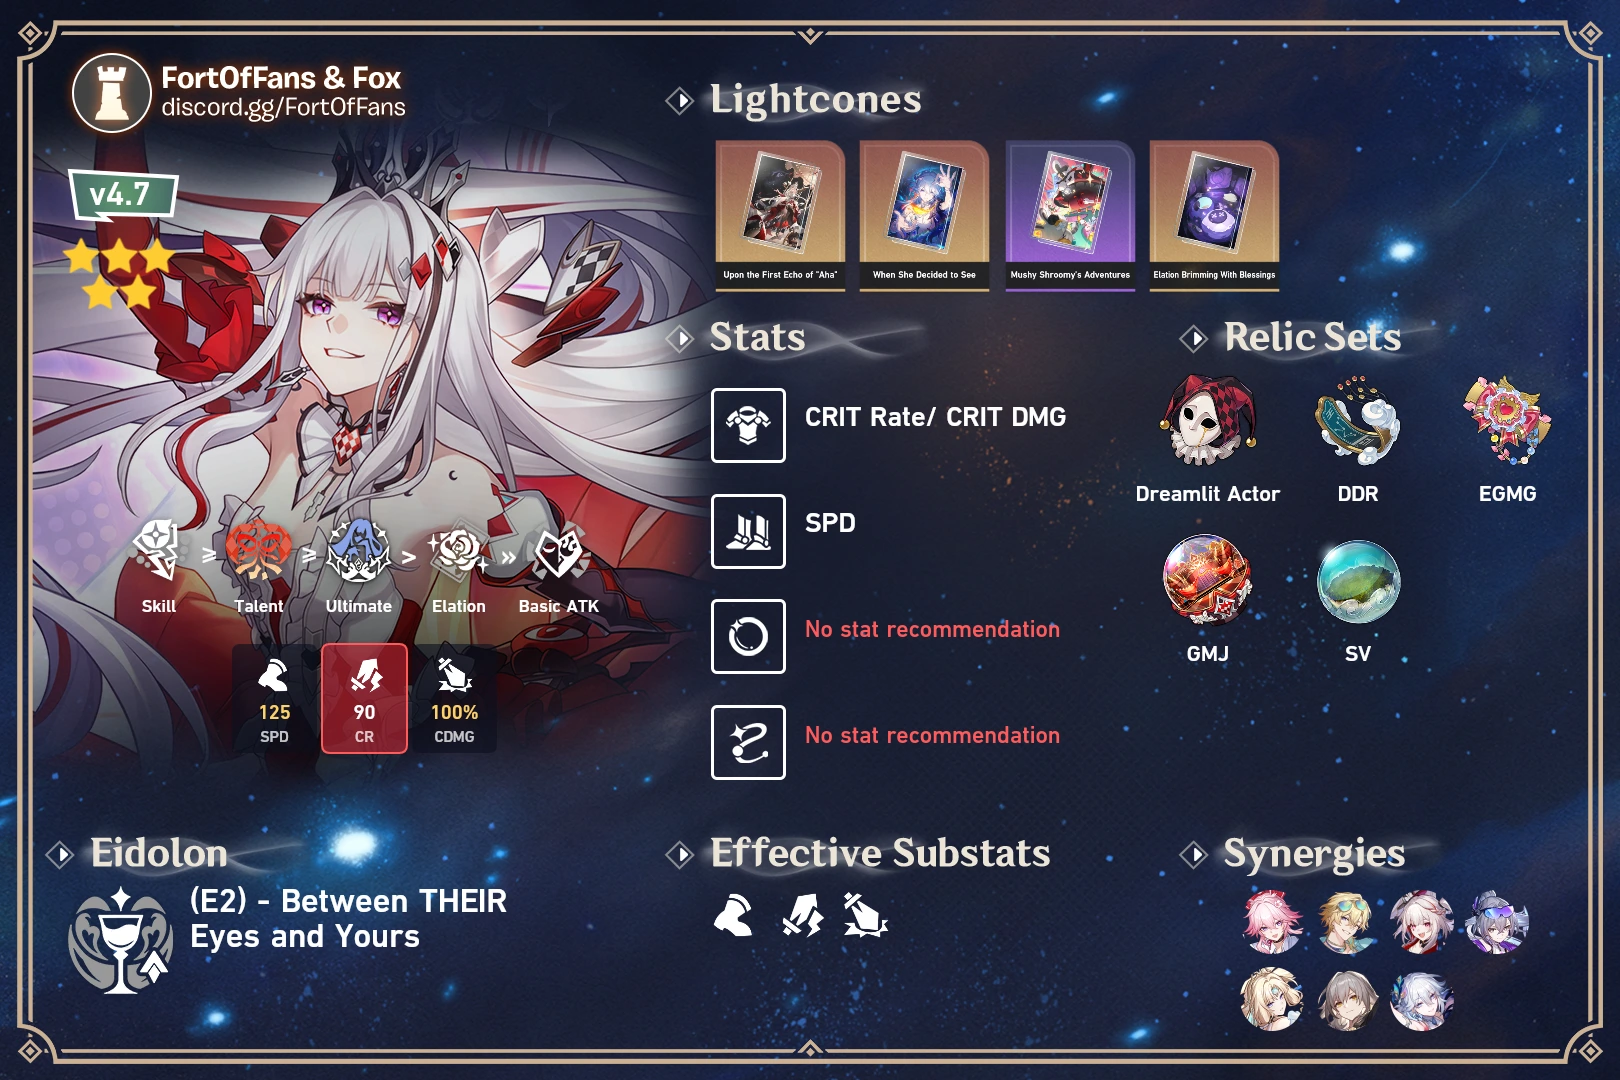 FortOfFans & Fox
discord.gg/FortOfFans
v4.7
Skill
≥
Talent
≥
Ultimate
>
Elation
»
Basic ATK
125
SPD
90
CR
100%
CDMG
Lightcones
Upon the First Echo of "Aha"
When She Decided to See
Mushy Shroomy's Adventures
Elation Brimming With Blessings
Stats
CRIT Rate/ CRIT DMG
SPD
No stat recommendation
No stat recommendation
Relic Sets
Dreamlit Actor
DDR
EGMG
GMJ
SV
Eidolon
(E2) - Between THEIR
Eyes and Yours
Effective Substats
Synergies